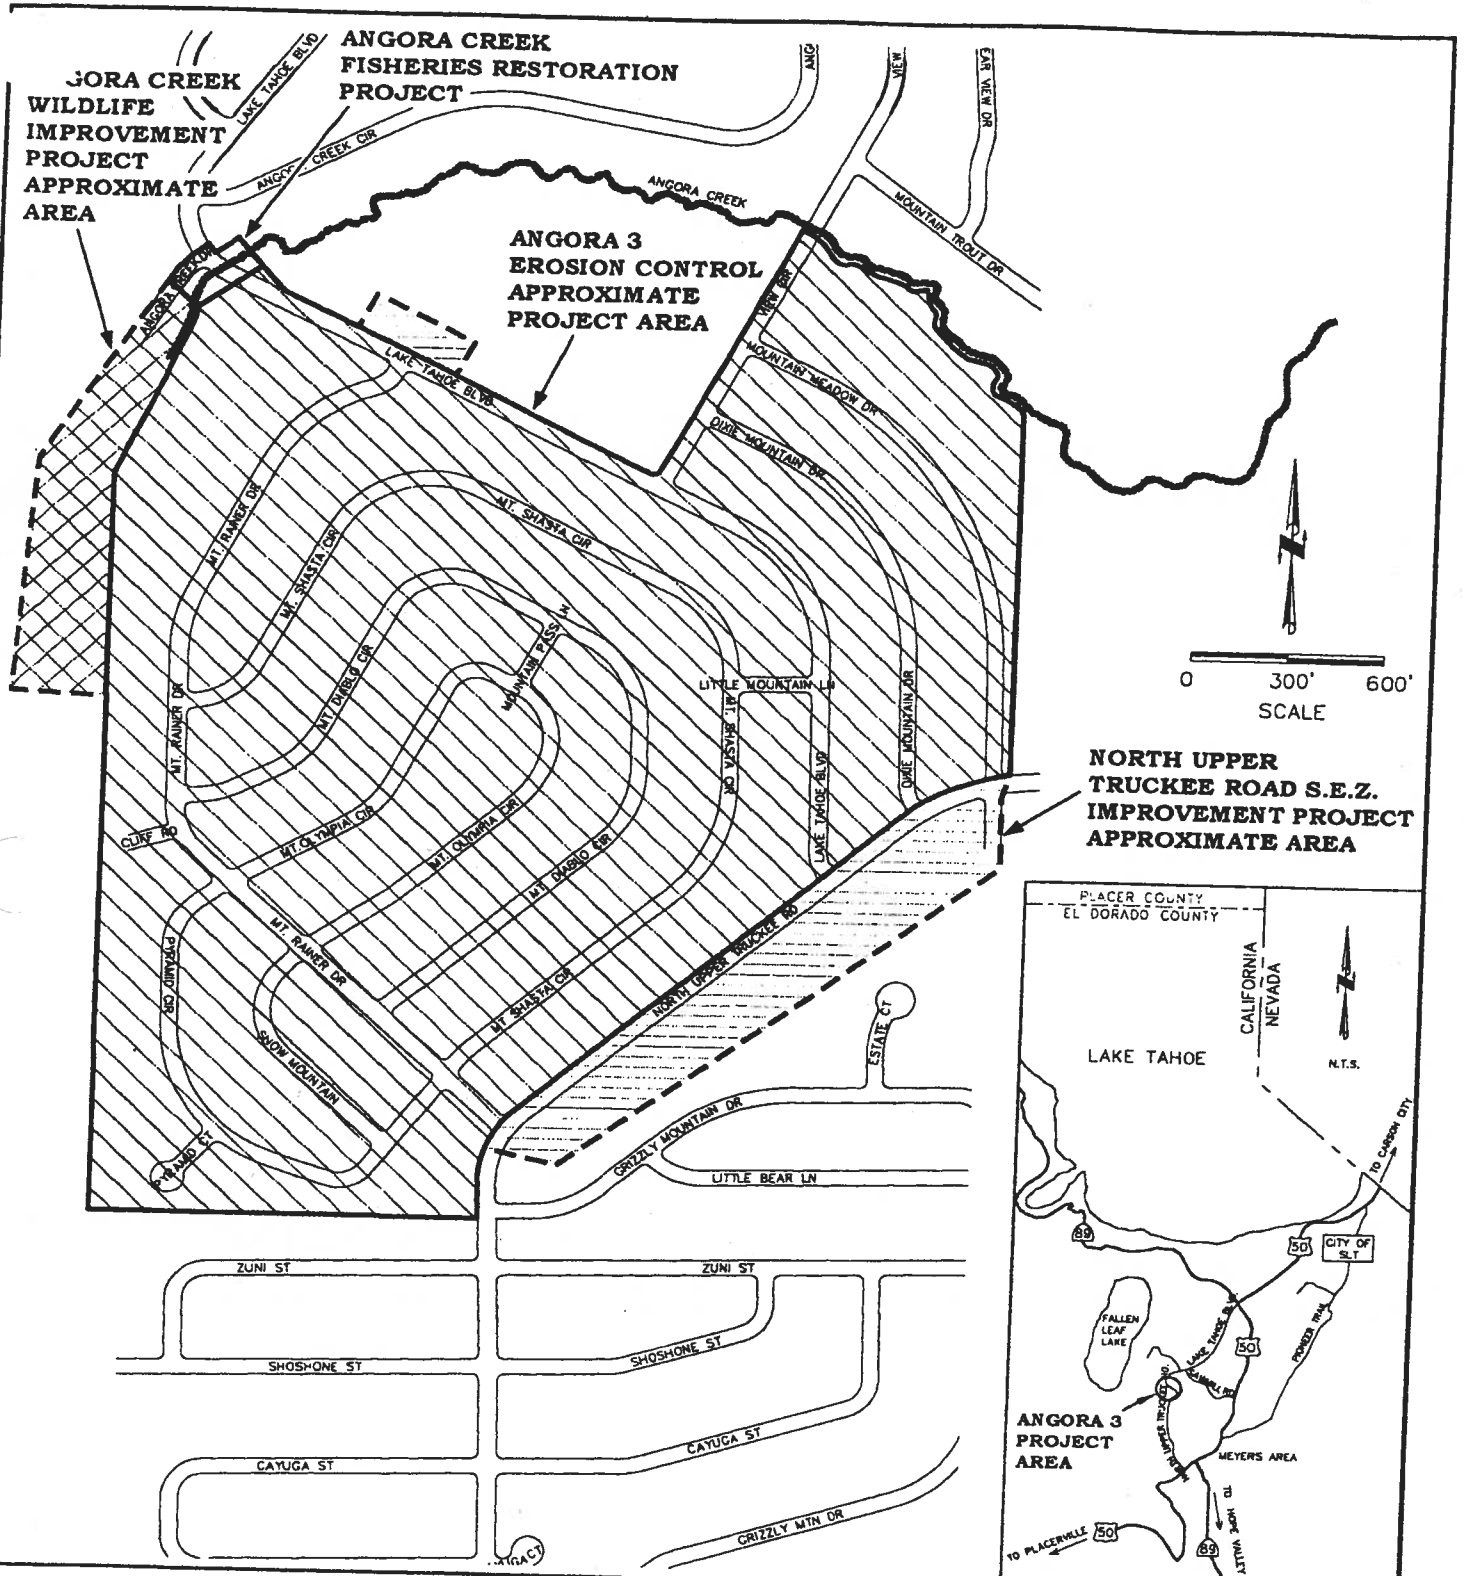 ANGORA CREEK
FISHERIES RESTORATION
PROJECT
GORA CREEK
WILDLIFE
IMPROVEMENT
PROJECT
APPROXIMATE
AREA
LAKE TAHOE BLVD
ANG
VIEW
EAR VIEW DR
CREEK CIR
ANGORA CREEK
MOUNTAIN TROUT DR
ANGORA CREEK DR
ANGORA 3
EROSION CONTROL
APPROXIMATE
PROJECT AREA
VIEW CIR
LAKE TAHOE BLVD
MOUNTAIN MEADOW DR
DIXIE MOUNTAIN DR
MT. RAINER DR
MT. SHASTA CIR
MT. SHASTA CIR
MT. DIABLO CIR
MOUNTAIN PASS LN
LITTLE MOUNTAIN LN
MT. RAINER DR
MT. SHASTA CIR
LAKE TAHOE BLVD
DIXIE MOUNTAIN DR
0 300' 600'
SCALE
NORTH UPPER
TRUCKEE ROAD S.E.Z.
IMPROVEMENT PROJECT
APPROXIMATE AREA
CLIFF RD
MT. OLYMPIA CIR
MT. OLYMPIA CIR
MT. DIABLO CIR
MT. RAINER DR
PYRAMID CIR
MT SHASTA CIR
NORTH UPPER TRUCKEE RD
SNOW MOUNTAIN
PYRAMID CT
ESTATE CT
GRIZZLY MOUNTAIN DR
LITTLE BEAR LN
ZUNI ST
ZUNI ST
SHOSHONE ST
SHOSHONE ST
CAYUGA ST
CAYUGA ST
GRIZZLY MTN DR
PLACER COUNTY
EL DORADO COUNTY
CALIFORNIA
NEVADA
LAKE TAHOE
N.T.S.
TO CARSON CITY
89
50
CITY OF
SLT
FALLEN
LEAF
LAKE
LAKE TAHOE BLVD.
50
PIONEER TRAIL
ANGORA 3
PROJECT
AREA
MEYERS AREA
TO PLACERVILLE
50
89
TO HOPE VALLEY